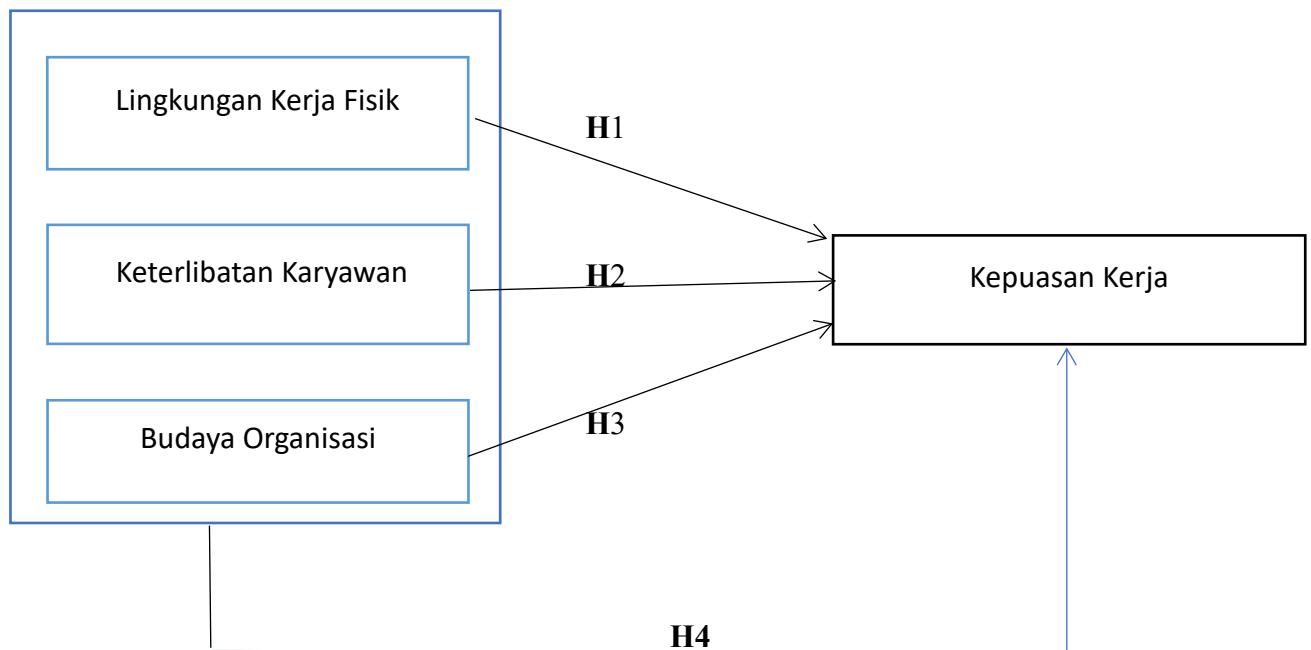 Lingkungan Kerja Fisik
H1
Keterlibatan Karyawan
H2
Kepuasan Kerja
Budaya Organisasi
H3
H4